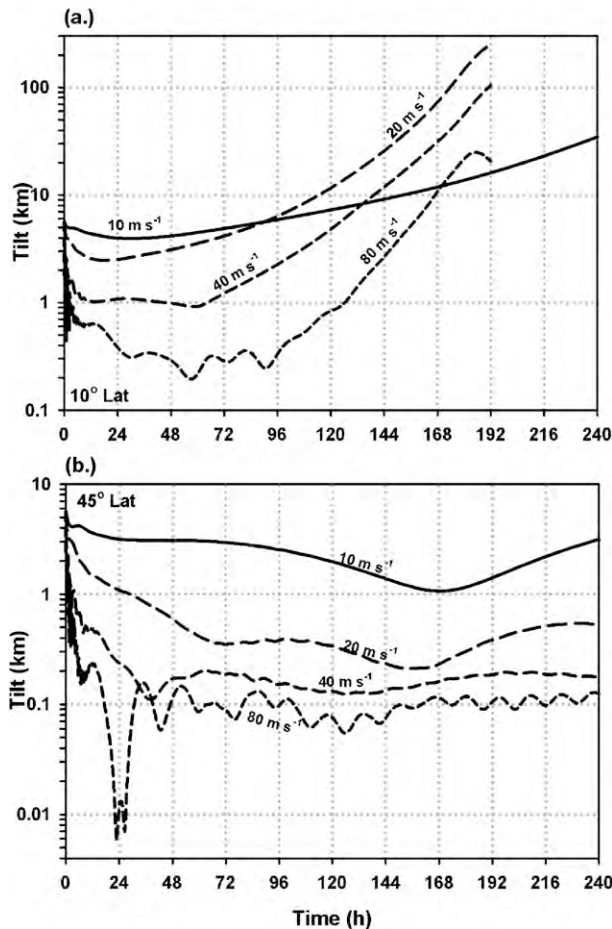 (a.)
100
10
1
0.1
Tilt (km)
10 m s⁻¹
20 m s⁻¹
40 m s⁻¹
80 m s⁻¹
10° Lat
0 24 48 72 96 120 144 168 192 216 240
(b.)
10
1
0.1
0.01
Tilt (km)
45° Lat
10 m s⁻¹
20 m s⁻¹
40 m s⁻¹
80 m s⁻¹
0 24 48 72 96 120 144 168 192 216 240
Time (h)